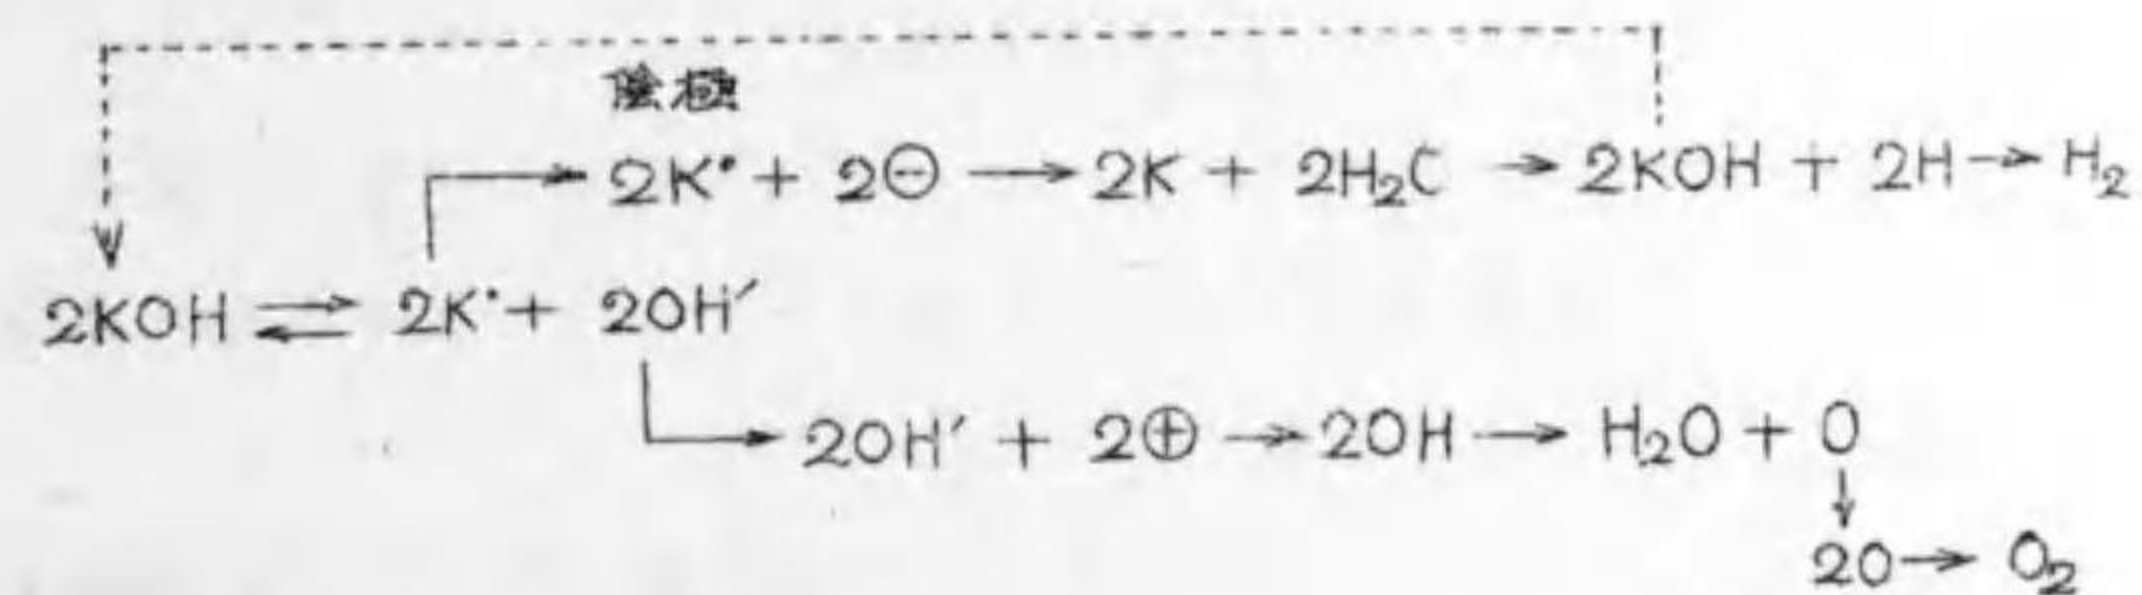 陰極
2K• + 2⊖ → 2K + 2H₂O → 2KOH + 2H → H₂
2KOH ⇌ 2K• + 2OH′
2OH′ + 2⊕ → 2OH → H₂O + O
↓
2O → O₂